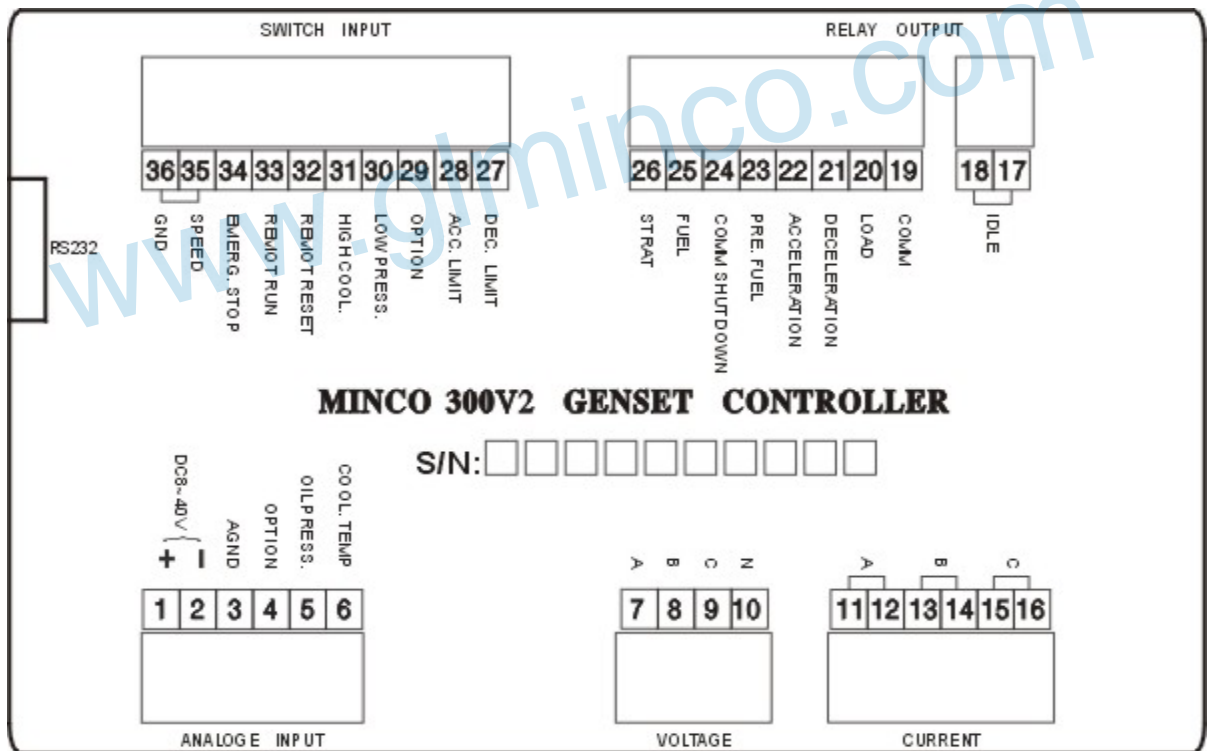 SWITCH INPUT
RELAY OUTPUT
36 35 34 33 32 31 30 29 28 27
26 25 24 23 22 21 20 19
18 17
GND
SPEED
EMERG. STOP
REMOT RUN
REMOT RESET
HIGH COOL.
LOW PRESS.
OPTION
ACC. LIMIT
DEC. LIMIT
STRAT
FUEL
COMM SHUTDOWN
PRE. FUEL
ACCELERATION
DECELERATION
LOAD
COMM
IDLE
RS232
www.glminco.com
MINCO 300V2 GENSET CONTROLLER
S/N:
DC8~40V
+ −
AGND
OPTION
OILPRESS.
COOL. TEMP
A B C N
A B C
1 2 3 4 5 6
7 8 9 10
11 12 13 14 15 16
ANALOGE INPUT
VOLTAGE
CURRENT